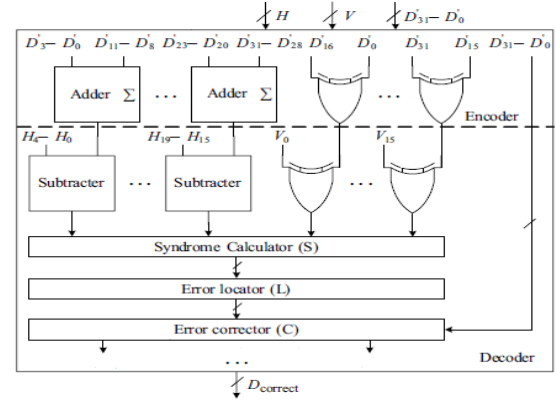 H V D'31– D'0
D'3– D'0 D'11– D'8 D'23– D'20 D'31– D'28 D'16 D'0 D'31 D'15 D'31– D'0
Adder Σ ... Adder Σ ...
Encoder
H4– H0 H19– H15 V0 V15
Subtracter ... Subtracter ...
Syndrome Calculator (S)
Error locator (L)
Error corrector (C)
... Decoder
Dcorrect